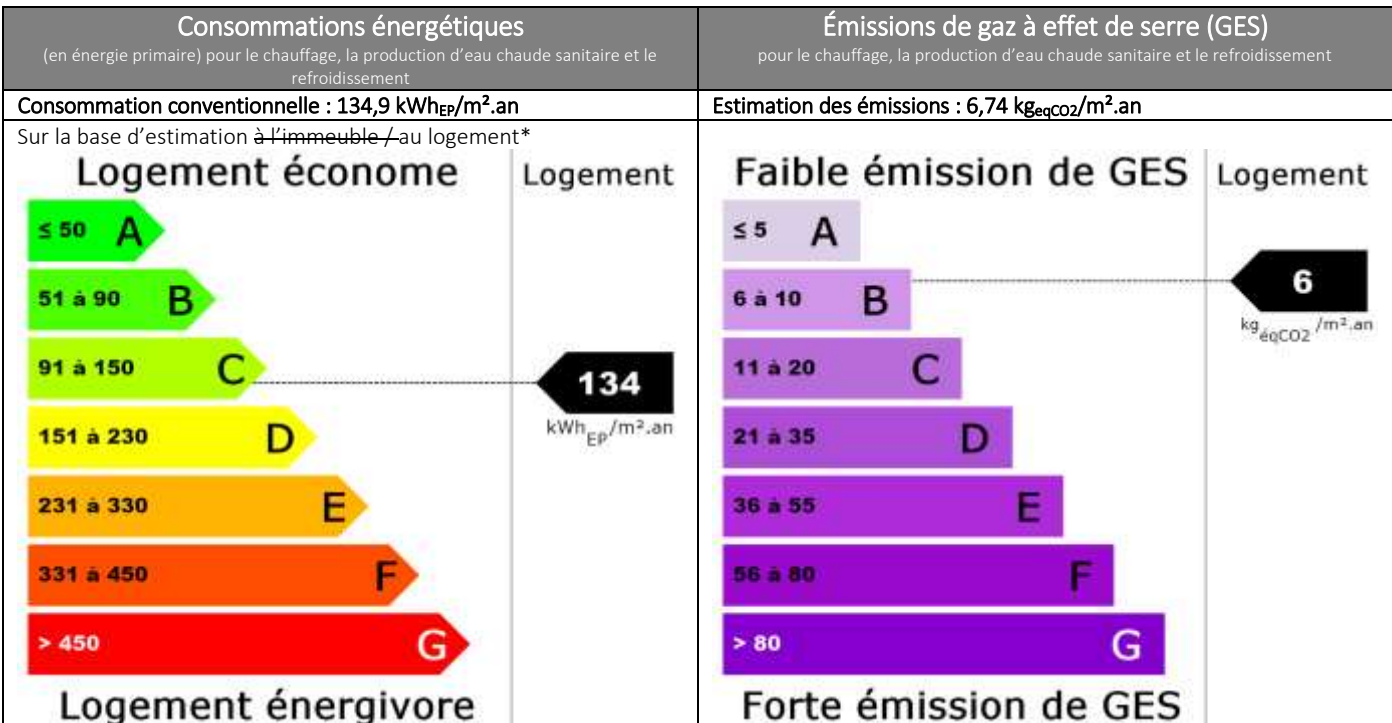 Consommations énergétiques
(en énergie primaire) pour le chauffage, la production d’eau chaude sanitaire et le
refroidissement
Consommation conventionnelle : 134,9 kWhEP/m².an
Sur la base d’estimation à l’immeuble / au logement*
Logement économe
Logement
≤ 50 A
51 à 90 B
91 à 150 C
134
kWhEP/m².an
151 à 230 D
231 à 330 E
331 à 450 F
> 450 G
Logement énergivore
Émissions de gaz à effet de serre (GES)
pour le chauffage, la production d’eau chaude sanitaire et le refroidissement
Estimation des émissions : 6,74 kgeqCO2/m².an
Faible émission de GES
Logement
≤ 5 A
6 à 10 B
6
kgéqCO2/m².an
11 à 20 C
21 à 35 D
36 à 55 E
56 à 80 F
> 80 G
Forte émission de GES